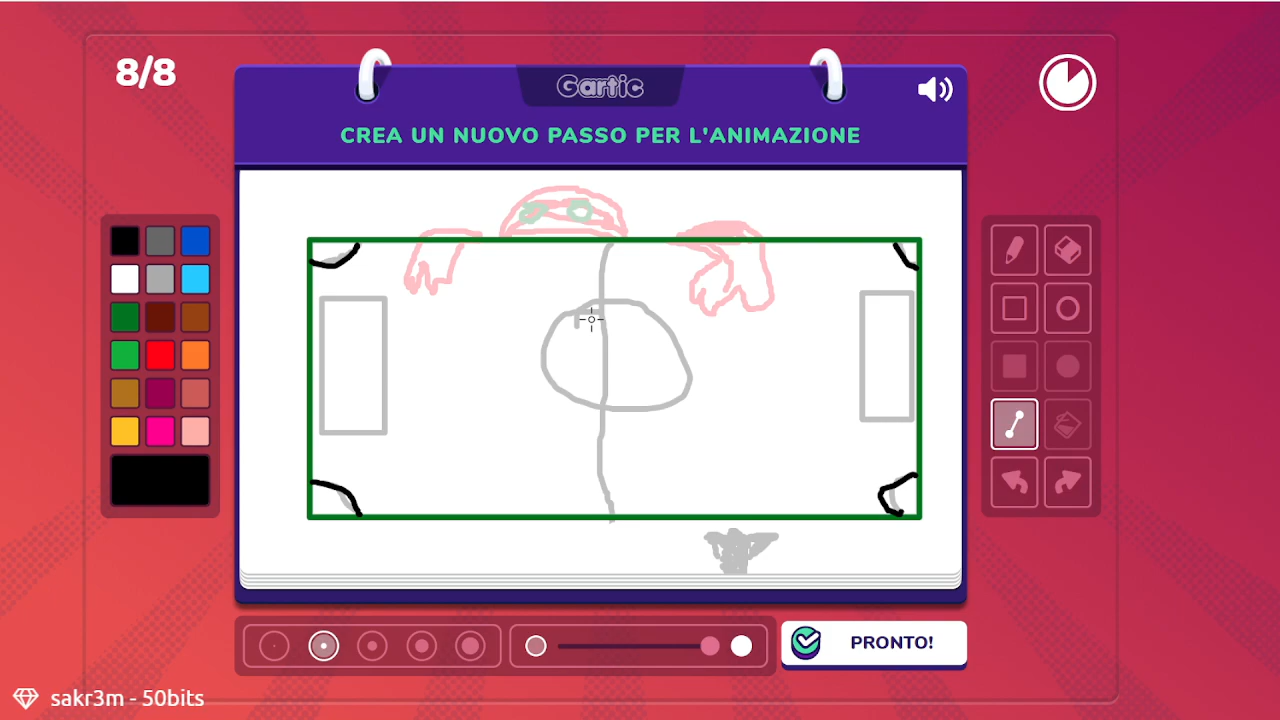 8/8
Gartic
CREA UN NUOVO PASSO PER L'ANIMAZIONE
PRONTO!
sakr3m - 50bits